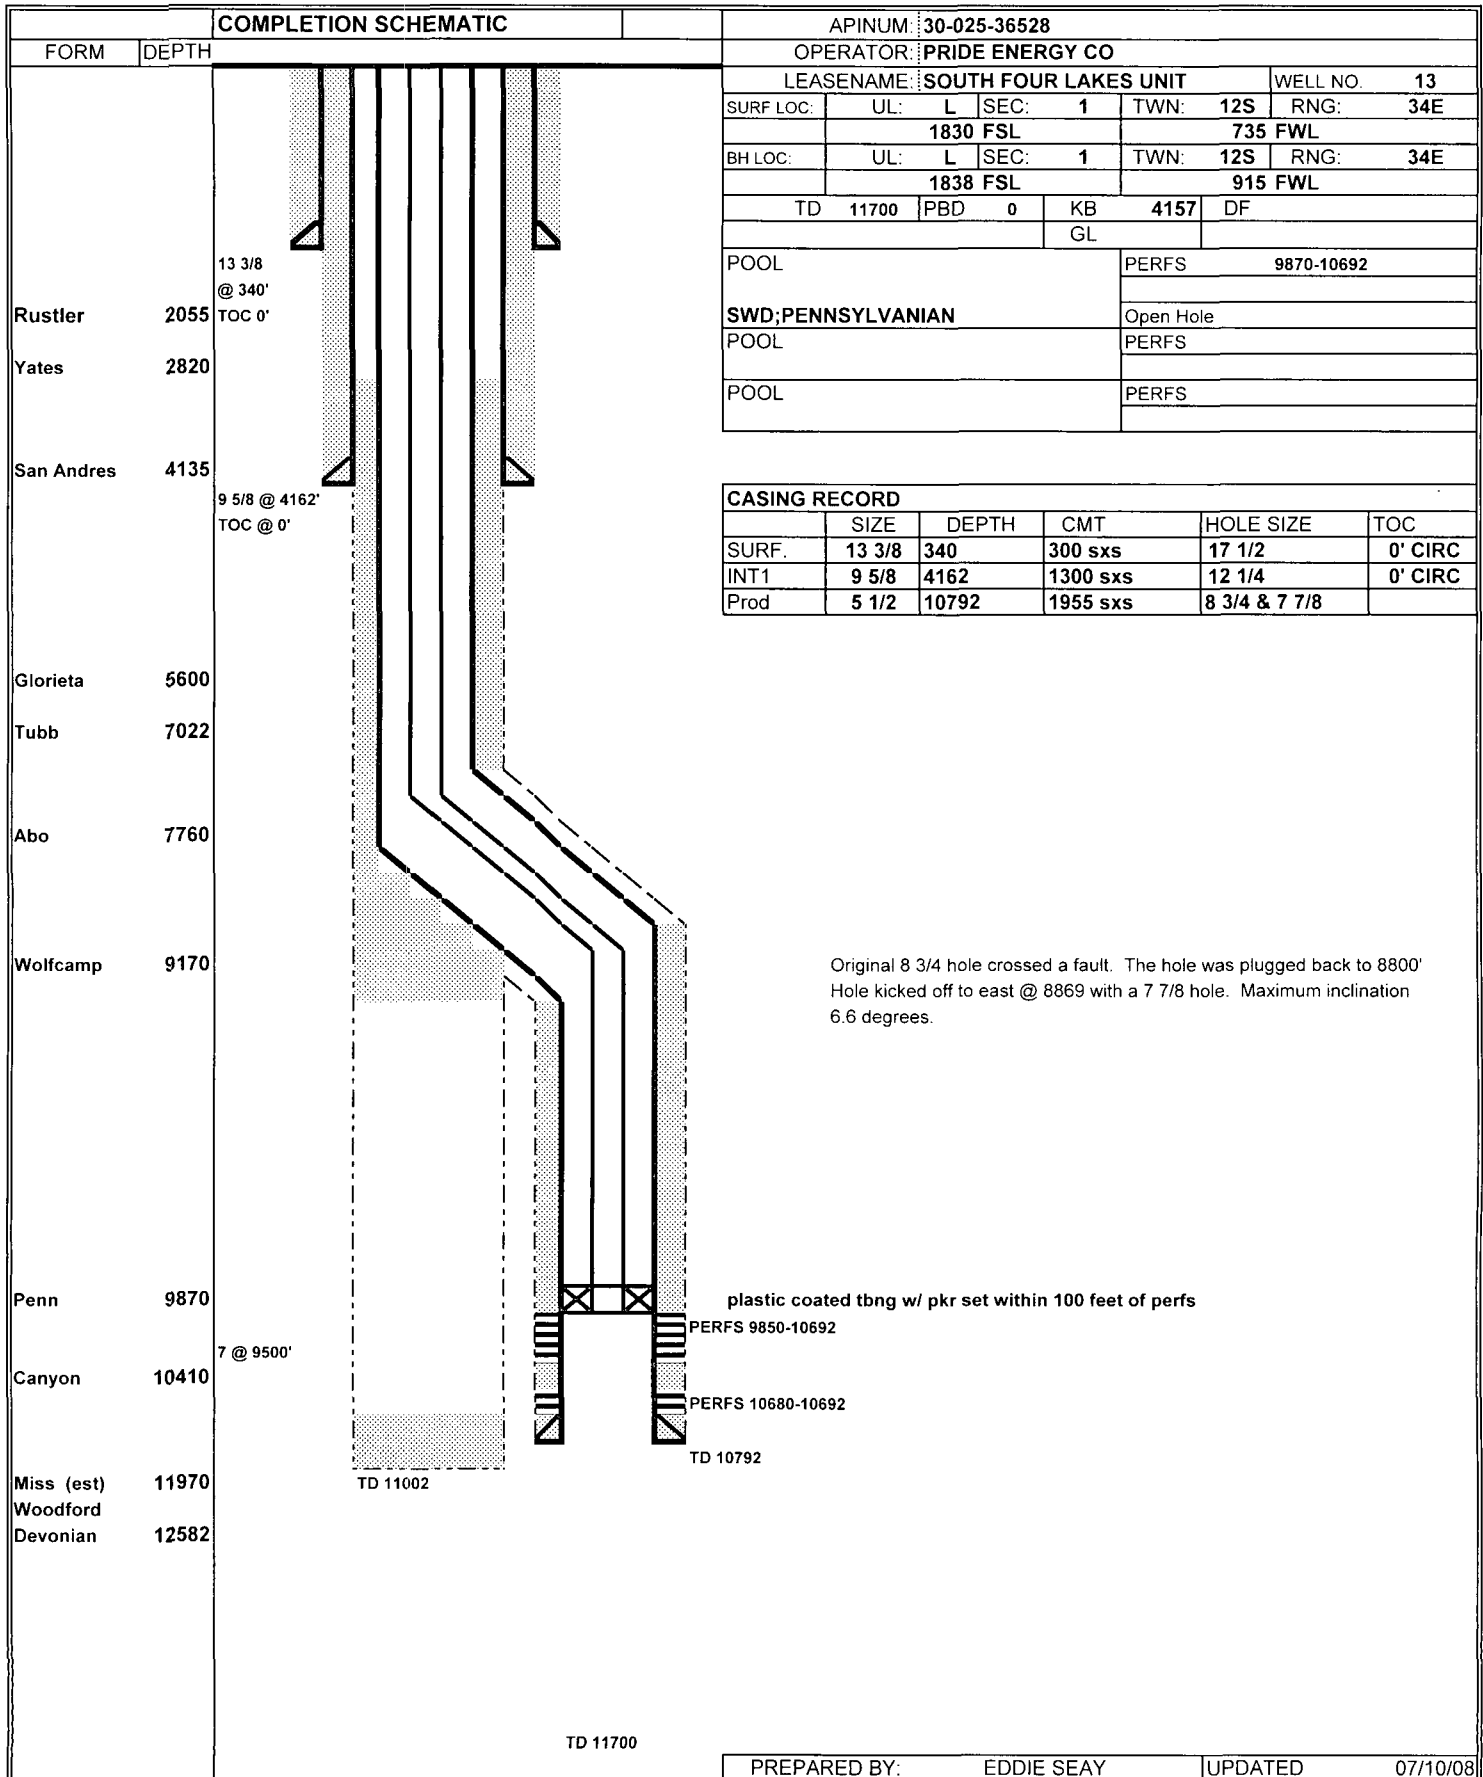 COMPLETION SCHEMATIC
FORM DEPTH
APINUM: 30-025-36528
OPERATOR: PRIDE ENERGY CO
LEASENAME: SOUTH FOUR LAKES UNIT WELL NO. 13
SURF LOC: UL: L SEC: 1 TWN: 12S RNG: 34E
1830 FSL 735 FWL
BH LOC: UL: L SEC: 1 TWN: 12S RNG: 34E
1838 FSL 915 FWL
TD 11700 PBD 0 KB 4157 DF
GL
POOL PERFS 9870-10692
SWD;PENNSYLVANIAN Open Hole
POOL PERFS
POOL PERFS
13 3/8
@ 340'
TOC 0'
Rustler 2055
Yates 2820
San Andres 4135
9 5/8 @ 4162'
TOC @ 0'
CASING RECORD
SIZE DEPTH CMT HOLE SIZE TOC
SURF. 13 3/8 340 300 sxs 17 1/2 0' CIRC
INT1 9 5/8 4162 1300 sxs 12 1/4 0' CIRC
Prod 5 1/2 10792 1955 sxs 8 3/4 & 7 7/8
Glorieta 5600
Tubb 7022
Abo 7760
Wolfcamp 9170
Original 8 3/4 hole crossed a fault. The hole was plugged back to 8800'
Hole kicked off to east @ 8869 with a 7 7/8 hole. Maximum inclination
6.6 degrees.
Penn 9870
plastic coated tbng w/ pkr set within 100 feet of perfs
PERFS 9850-10692
7 @ 9500'
Canyon 10410
PERFS 10680-10692
TD 10792
Miss (est) 11970
TD 11002
Woodford
Devonian 12582
TD 11700
PREPARED BY: EDDIE SEAY UPDATED 07/10/08